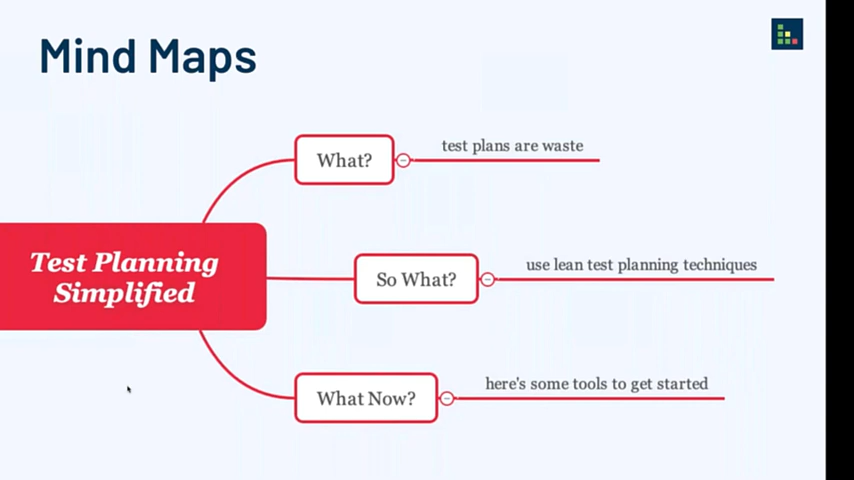 Mind Maps
What?
test plans are waste
Test Planning
Simplified
So What?
use lean test planning techniques
What Now?
here's some tools to get started